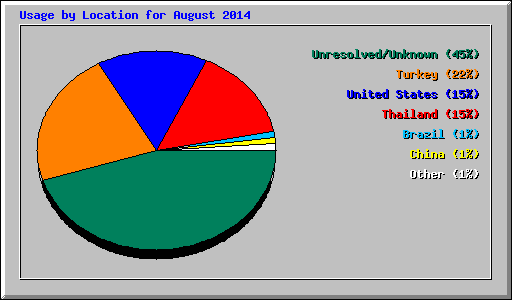 Usage by Location for August 2014
Unresolved/Unknown (45%)
Turkey (22%)
United States (15%)
Thailand (15%)
Brazil (1%)
China (1%)
Other (1%)